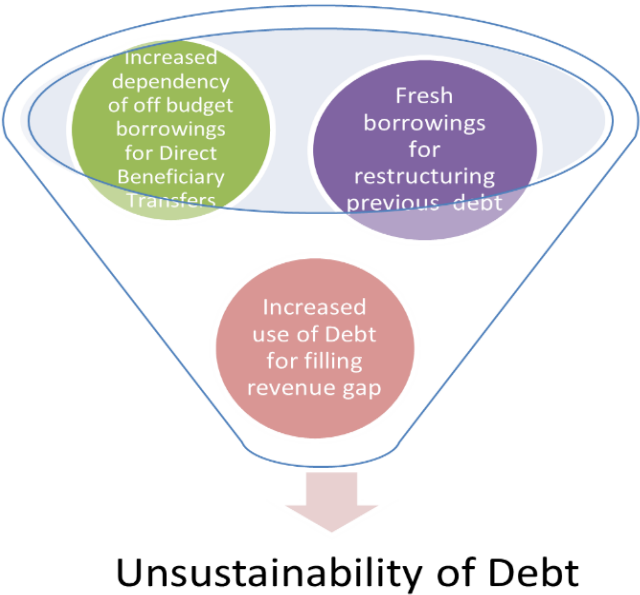 Increased
dependency
of off budget
borrowings
for Direct
Beneficiary
Transfers
Fresh
borrowings
for
restructuring
previous debt
Increased
use of Debt
for filling
revenue gap
Unsustainability of Debt